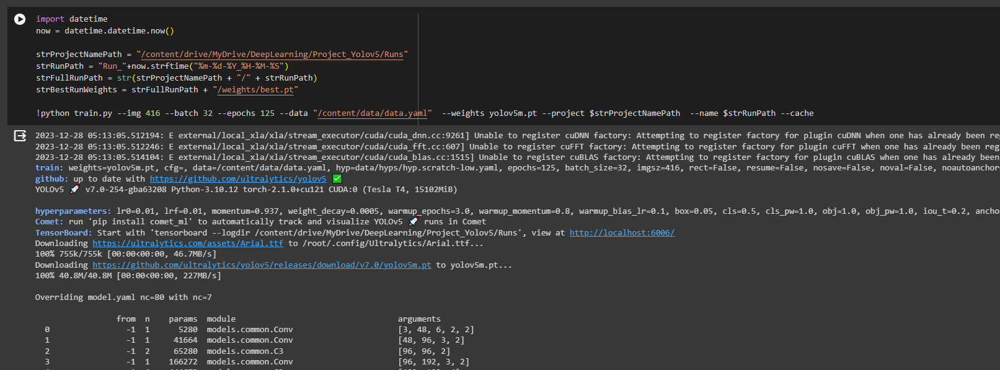 import datetime
now = datetime.datetime.now()
strProjectNamePath = "/content/drive/MyDrive/DeepLearning/Project_Yolov5/Runs"
strRunPath = "Run_"+now.strftime("%m-%d-%Y_%H-%M-%S")
strFullRunPath = str(strProjectNamePath + "/" + strRunPath)
strBestRunWeights = strFullRunPath + "/weights/best.pt"
!python train.py --img 416 --batch 32 --epochs 125 --data "/content/data/data.yaml"  --weights yolov5m.pt --project $strProjectNamePath  --name $strRunPath --cache
2023-12-28 05:13:05.512194: E external/local_xla/xla/stream_executor/cuda/cuda_dnn.cc:9261] Unable to register cuDNN factory: Attempting to register factory for plugin cuDNN when one has already been re
2023-12-28 05:13:05.512246: E external/local_xla/xla/stream_executor/cuda/cuda_fft.cc:607] Unable to register cuFFT factory: Attempting to register factory for plugin cuFFT when one has already been reg
2023-12-28 05:13:05.514104: E external/local_xla/xla/stream_executor/cuda/cuda_blas.cc:1515] Unable to register cuBLAS factory: Attempting to register factory for plugin cuBLAS when one has already been
train: weights=yolov5m.pt, cfg=, data=/content/data/data.yaml, hyp=data/hyps/hyp.scratch-low.yaml, epochs=125, batch_size=32, imgsz=416, rect=False, resume=False, nosave=False, noval=False, noautoanchor=
github: up to date with https://github.com/ultralytics/yolov5 ✅
YOLOv5 🚀 v7.0-254-gba63208 Python-3.10.12 torch-2.1.0+cu121 CUDA:0 (Tesla T4, 15102MiB)
hyperparameters: lr0=0.01, lrf=0.01, momentum=0.937, weight_decay=0.0005, warmup_epochs=3.0, warmup_momentum=0.8, warmup_bias_lr=0.1, box=0.05, cls=0.5, cls_pw=1.0, obj=1.0, obj_pw=1.0, iou_t=0.2, ancho
Comet: run 'pip install comet_ml' to automatically track and visualize YOLOv5 🚀 runs in Comet
TensorBoard: Start with 'tensorboard --logdir /content/drive/MyDrive/DeepLearning/Project_Yolov5/Runs', view at http://localhost:6006/
Downloading https://ultralytics.com/assets/Arial.ttf to /root/.config/Ultralytics/Arial.ttf...
100% 755k/755k [00:00<00:00, 46.7MB/s]
Downloading https://github.com/ultralytics/yolov5/releases/download/v7.0/yolov5m.pt to yolov5m.pt...
100% 40.8M/40.8M [00:00<00:00, 227MB/s]
Overriding model.yaml nc=80 with nc=7
from  n    params  module                                  arguments
0                -1  1      5280  models.common.Conv                      [3, 48, 6, 2, 2]
1                -1  1     41664  models.common.Conv                      [48, 96, 3, 2]
2                -1  2     65280  models.common.C3                        [96, 96, 2]
3                -1  1    166272  models.common.Conv                      [96, 192, 3, 2]